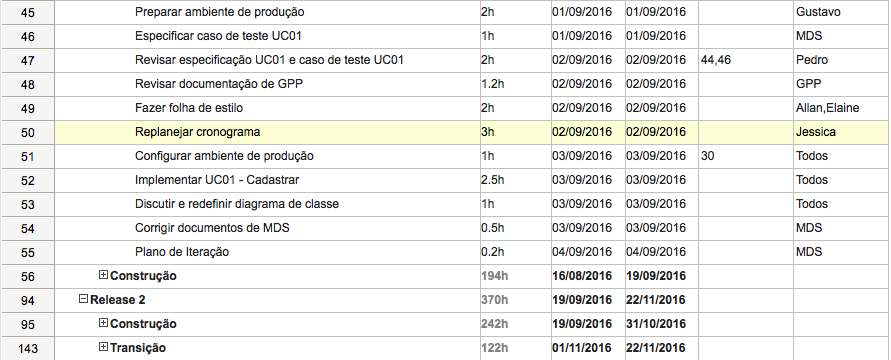 45 Preparar ambiente de produção 2h 01/09/2016 01/09/2016 Gustavo
46 Especificar caso de teste UC01 1h 01/09/2016 01/09/2016 MDS
47 Revisar especificação UC01 e caso de teste UC01 2h 02/09/2016 02/09/2016 44,46 Pedro
48 Revisar documentação de GPP 1.2h 02/09/2016 02/09/2016 GPP
49 Fazer folha de estilo 2h 02/09/2016 02/09/2016 Allan,Elaine
50 Replanejar cronograma 3h 02/09/2016 02/09/2016 Jessica
51 Configurar ambiente de produção 1h 03/09/2016 03/09/2016 30 Todos
52 Implementar UC01 - Cadastrar 2.5h 03/09/2016 03/09/2016 Todos
53 Discutir e redefinir diagrama de classe 1h 03/09/2016 03/09/2016 Todos
54 Corrigir documentos de MDS 0.5h 03/09/2016 03/09/2016 MDS
55 Plano de Iteração 0.2h 04/09/2016 04/09/2016 MDS
56 Construção 194h 16/08/2016 19/09/2016
94 Release 2 370h 19/09/2016 22/11/2016
95 Construção 242h 19/09/2016 31/10/2016
143 Transição 122h 01/11/2016 22/11/2016